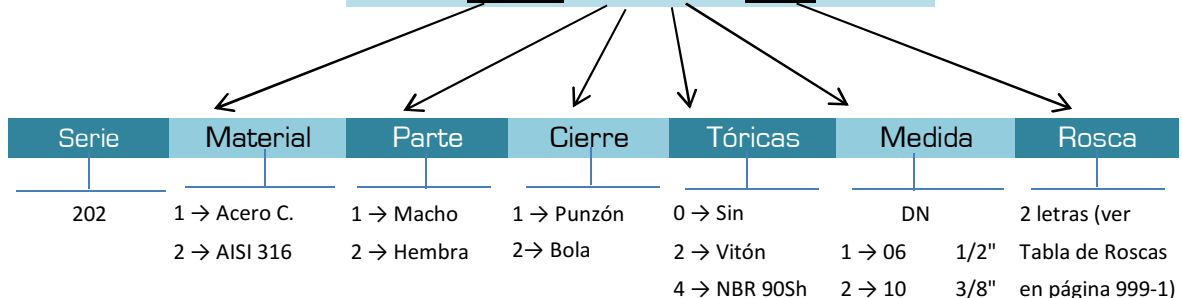 Serie Material Parte Cierre Tóricas Medida Rosca
202 1 → Acero C. 1 → Macho 1 → Punzón 0 → Sin DN 2 letras (ver
2 → AISI 316 2 → Hembra 2→ Bola 2 → Vitón 1 → 06 1/2" Tabla de Roscas
4 → NBR 90Sh 2 → 10 3/8" en página 999-1)